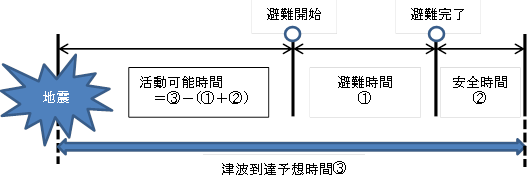 避難開始
避難完了
地震
活動可能時間
＝③－(①＋②)
避難時間
①
安全時間
②
津波到達予想時間③